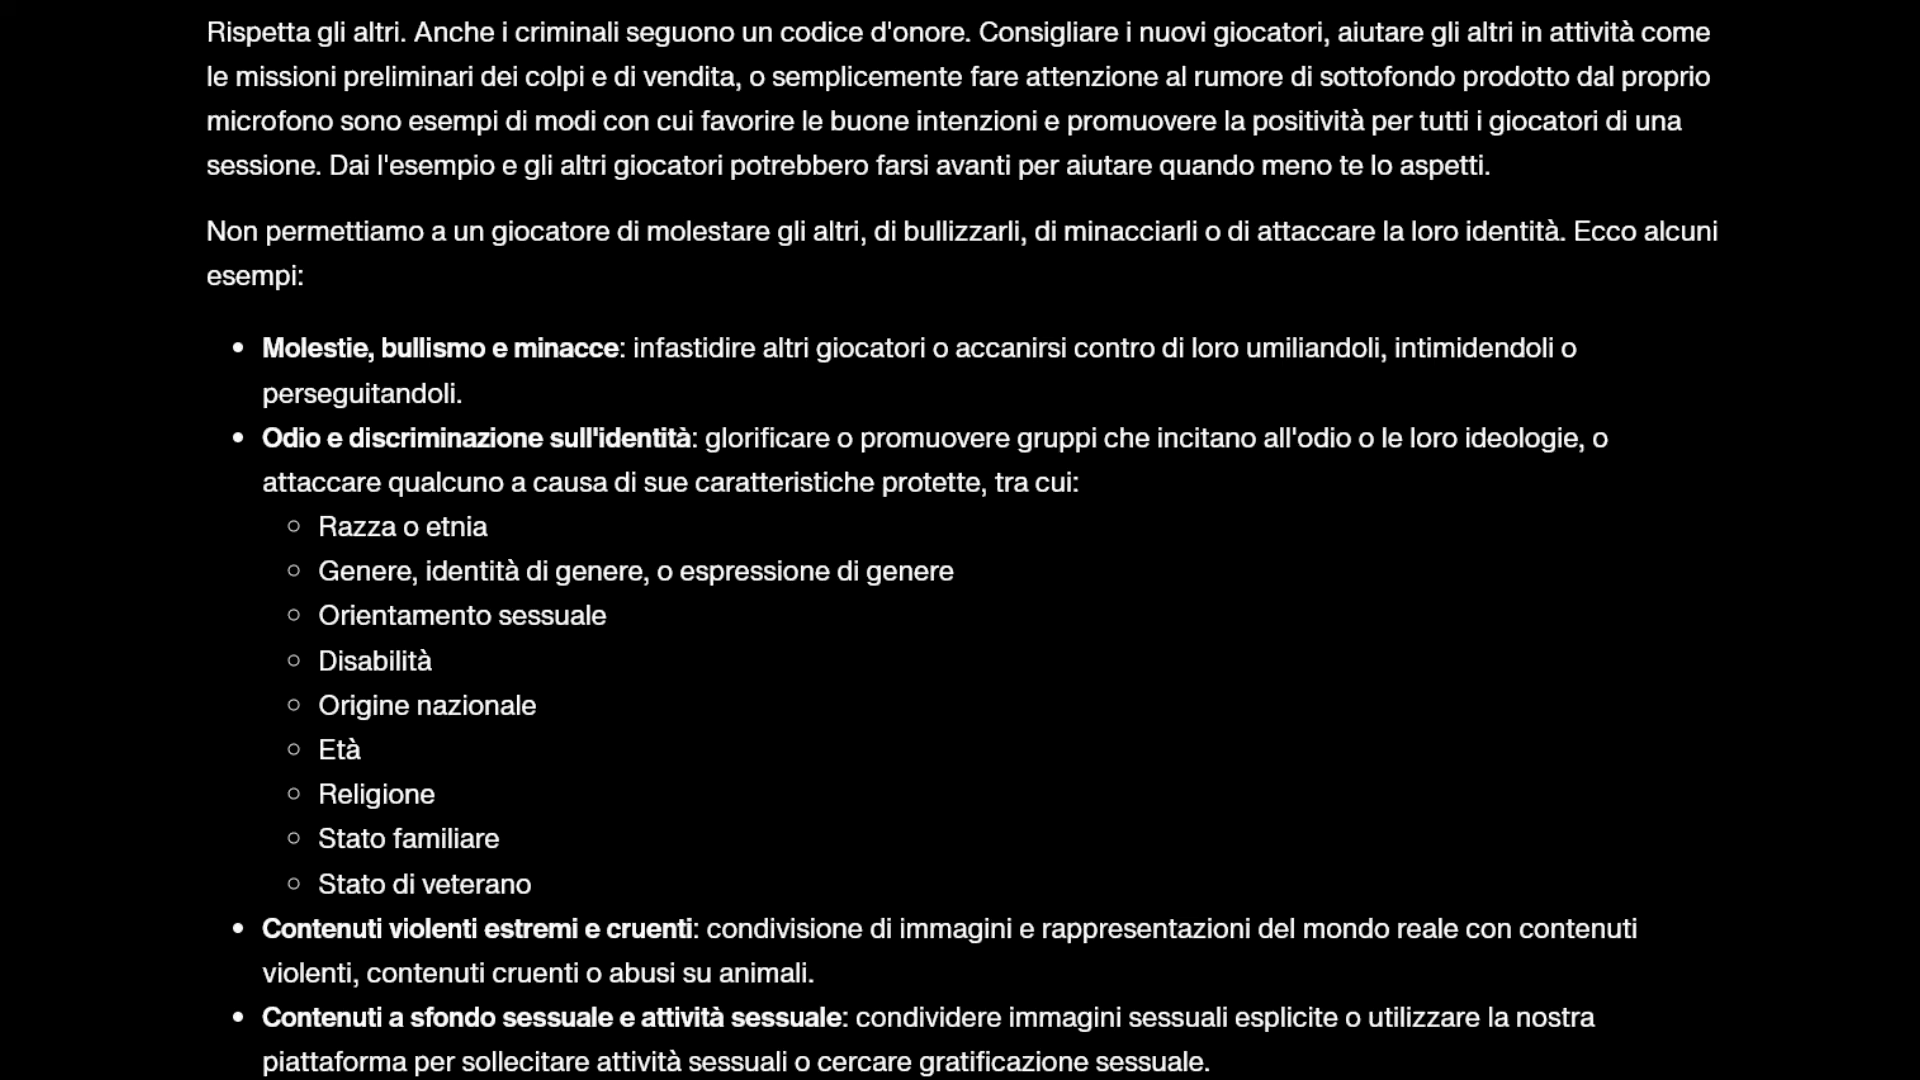 Rispetta gli altri. Anche i criminali seguono un codice d'onore. Consigliare i nuovi giocatori, aiutare gli altri in attività come
le missioni preliminari dei colpi e di vendita, o semplicemente fare attenzione al rumore di sottofondo prodotto dal proprio
microfono sono esempi di modi con cui favorire le buone intenzioni e promuovere la positività per tutti i giocatori di una
sessione. Dai l'esempio e gli altri giocatori potrebbero farsi avanti per aiutare quando meno te lo aspetti.
Non permettiamo a un giocatore di molestare gli altri, di bullizzarli, di minacciarli o di attaccare la loro identità. Ecco alcuni
esempi:
• Molestie, bullismo e minacce: infastidire altri giocatori o accanirsi contro di loro umiliandoli, intimidendoli o
perseguitandoli.
• Odio e discriminazione sull'identità: glorificare o promuovere gruppi che incitano all'odio o le loro ideologie, o
attaccare qualcuno a causa di sue caratteristiche protette, tra cui:
○ Razza o etnia
○ Genere, identità di genere, o espressione di genere
○ Orientamento sessuale
○ Disabilità
○ Origine nazionale
○ Età
○ Religione
○ Stato familiare
○ Stato di veterano
• Contenuti violenti estremi e cruenti: condivisione di immagini e rappresentazioni del mondo reale con contenuti
violenti, contenuti cruenti o abusi su animali.
• Contenuti a sfondo sessuale e attività sessuale: condividere immagini sessuali esplicite o utilizzare la nostra
piattaforma per sollecitare attività sessuali o cercare gratificazione sessuale.